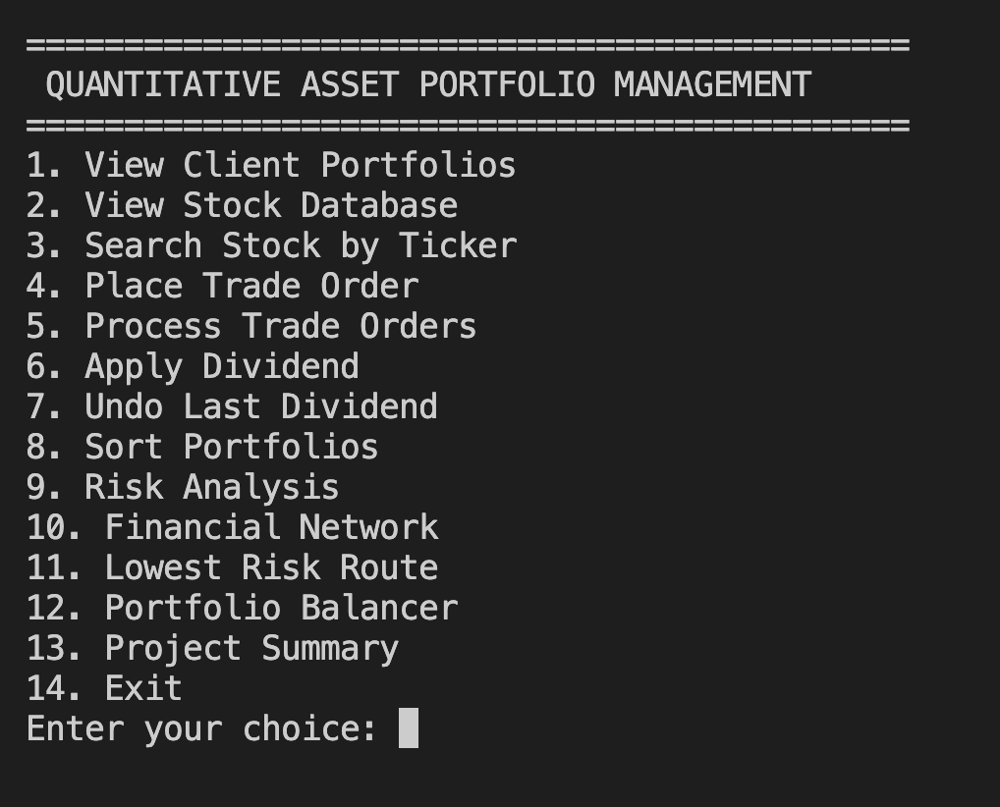 =============================================
QUANTITATIVE ASSET PORTFOLIO MANAGEMENT
=============================================
1. View Client Portfolios
2. View Stock Database
3. Search Stock by Ticker
4. Place Trade Order
5. Process Trade Orders
6. Apply Dividend
7. Undo Last Dividend
8. Sort Portfolios
9. Risk Analysis
10. Financial Network
11. Lowest Risk Route
12. Portfolio Balancer
13. Project Summary
14. Exit
Enter your choice: